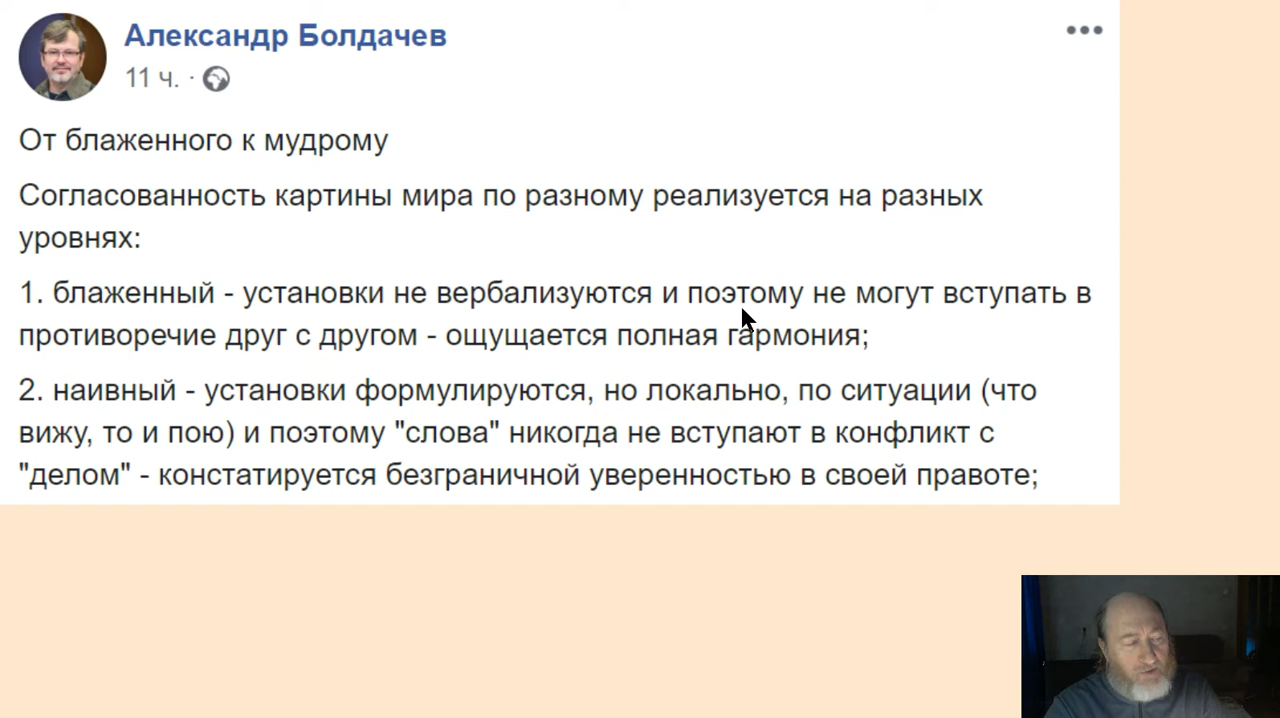 Александр Болдачев
11 ч. ·
От блаженного к мудрому
Согласованность картины мира по разному реализуется на разных
уровнях:
1. блаженный - установки не вербализуются и поэтому не могут вступать в
противоречие друг с другом - ощущается полная гармония;
2. наивный - установки формулируются, но локально, по ситуации (что
вижу, то и пою) и поэтому "слова" никогда не вступают в конфликт с
"делом" - констатируется безграничной уверенностью в своей правоте;